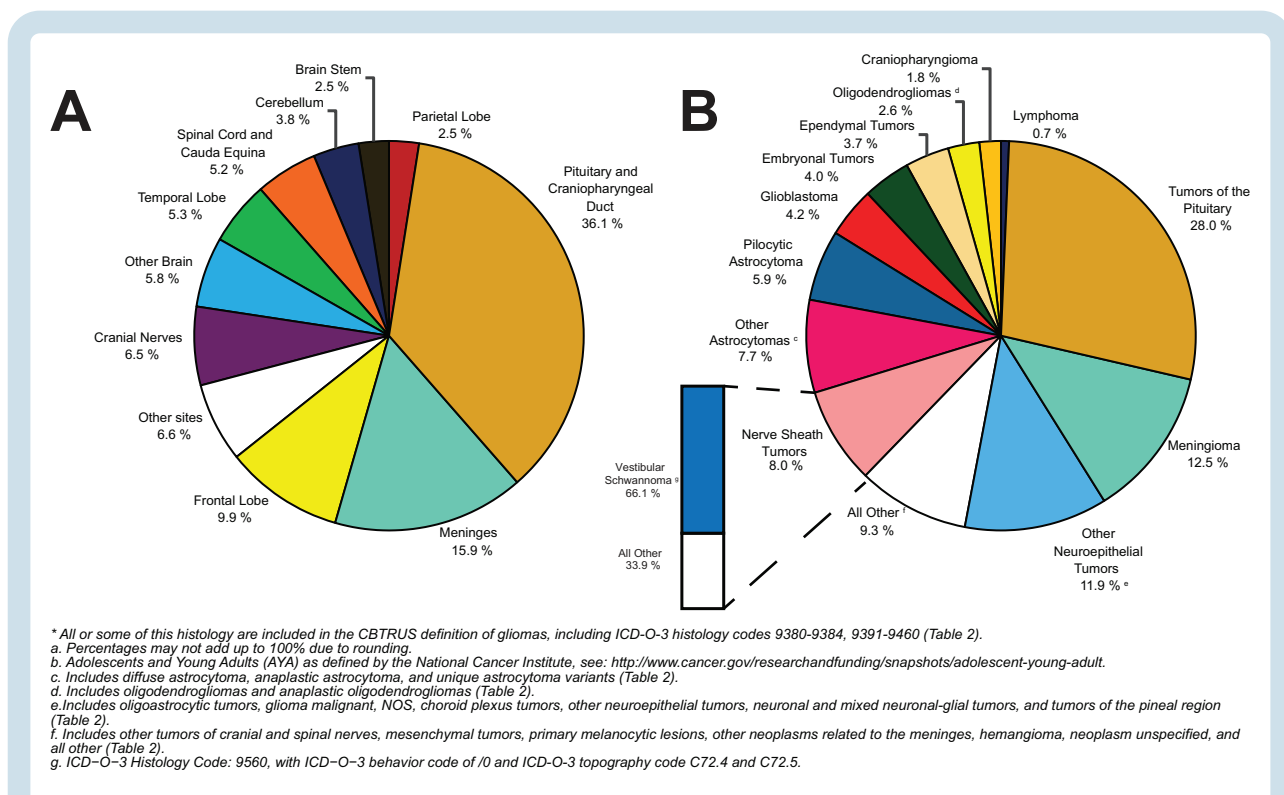 A
Brain Stem
2.5 %
Cerebellum
3.8 %
Spinal Cord and
Cauda Equina
5.2 %
Temporal Lobe
5.3 %
Other Brain
5.8 %
Cranial Nerves
6.5 %
Other sites
6.6 %
Frontal Lobe
9.9 %
Meninges
15.9 %
Parietal Lobe
2.5 %
Pituitary and
Craniopharyngeal
Duct
36.1 %
B
Craniopharyngioma
1.8 %
Oligodendrogliomas d
2.6 %
Ependymal Tumors
3.7 %
Embryonal Tumors
4.0 %
Glioblastoma
4.2 %
Pilocytic
Astrocytoma
5.9 %
Other
Astrocytomas c
7.7 %
Nerve Sheath
Tumors
8.0 %
Vestibular
Schwannoma g
66.1 %
All Other
33.9 %
All Other f
9.3 %
Other
Neuroepithelial
Tumors
11.9 % e
Meningioma
12.5 %
Tumors of the
Pituitary
28.0 %
Lymphoma
0.7 %
* All or some of this histology are included in the CBTRUS definition of gliomas, including ICD-O-3 histology codes 9380-9384, 9391-9460 (Table 2).
a. Percentages may not add up to 100% due to rounding.
b. Adolescents and Young Adults (AYA) as defined by the National Cancer Institute, see: http://www.cancer.gov/researchandfunding/snapshots/adolescent-young-adult.
c. Includes diffuse astrocytoma, anaplastic astrocytoma, and unique astrocytoma variants (Table 2).
d. Includes oligodendrogliomas and anaplastic oligodendrogliomas (Table 2).
e.Includes oligoastrocytic tumors, glioma malignant, NOS, choroid plexus tumors, other neuroepithelial tumors, neuronal and mixed neuronal-glial tumors, and tumors of the pineal region
(Table 2).
f. Includes other tumors of cranial and spinal nerves, mesenchymal tumors, primary melanocytic lesions, other neoplasms related to the meninges, hemangioma, neoplasm unspecified, and
all other (Table 2).
g. ICD−O−3 Histology Code: 9560, with ICD−O−3 behavior code of /0 and ICD-O-3 topography code C72.4 and C72.5.